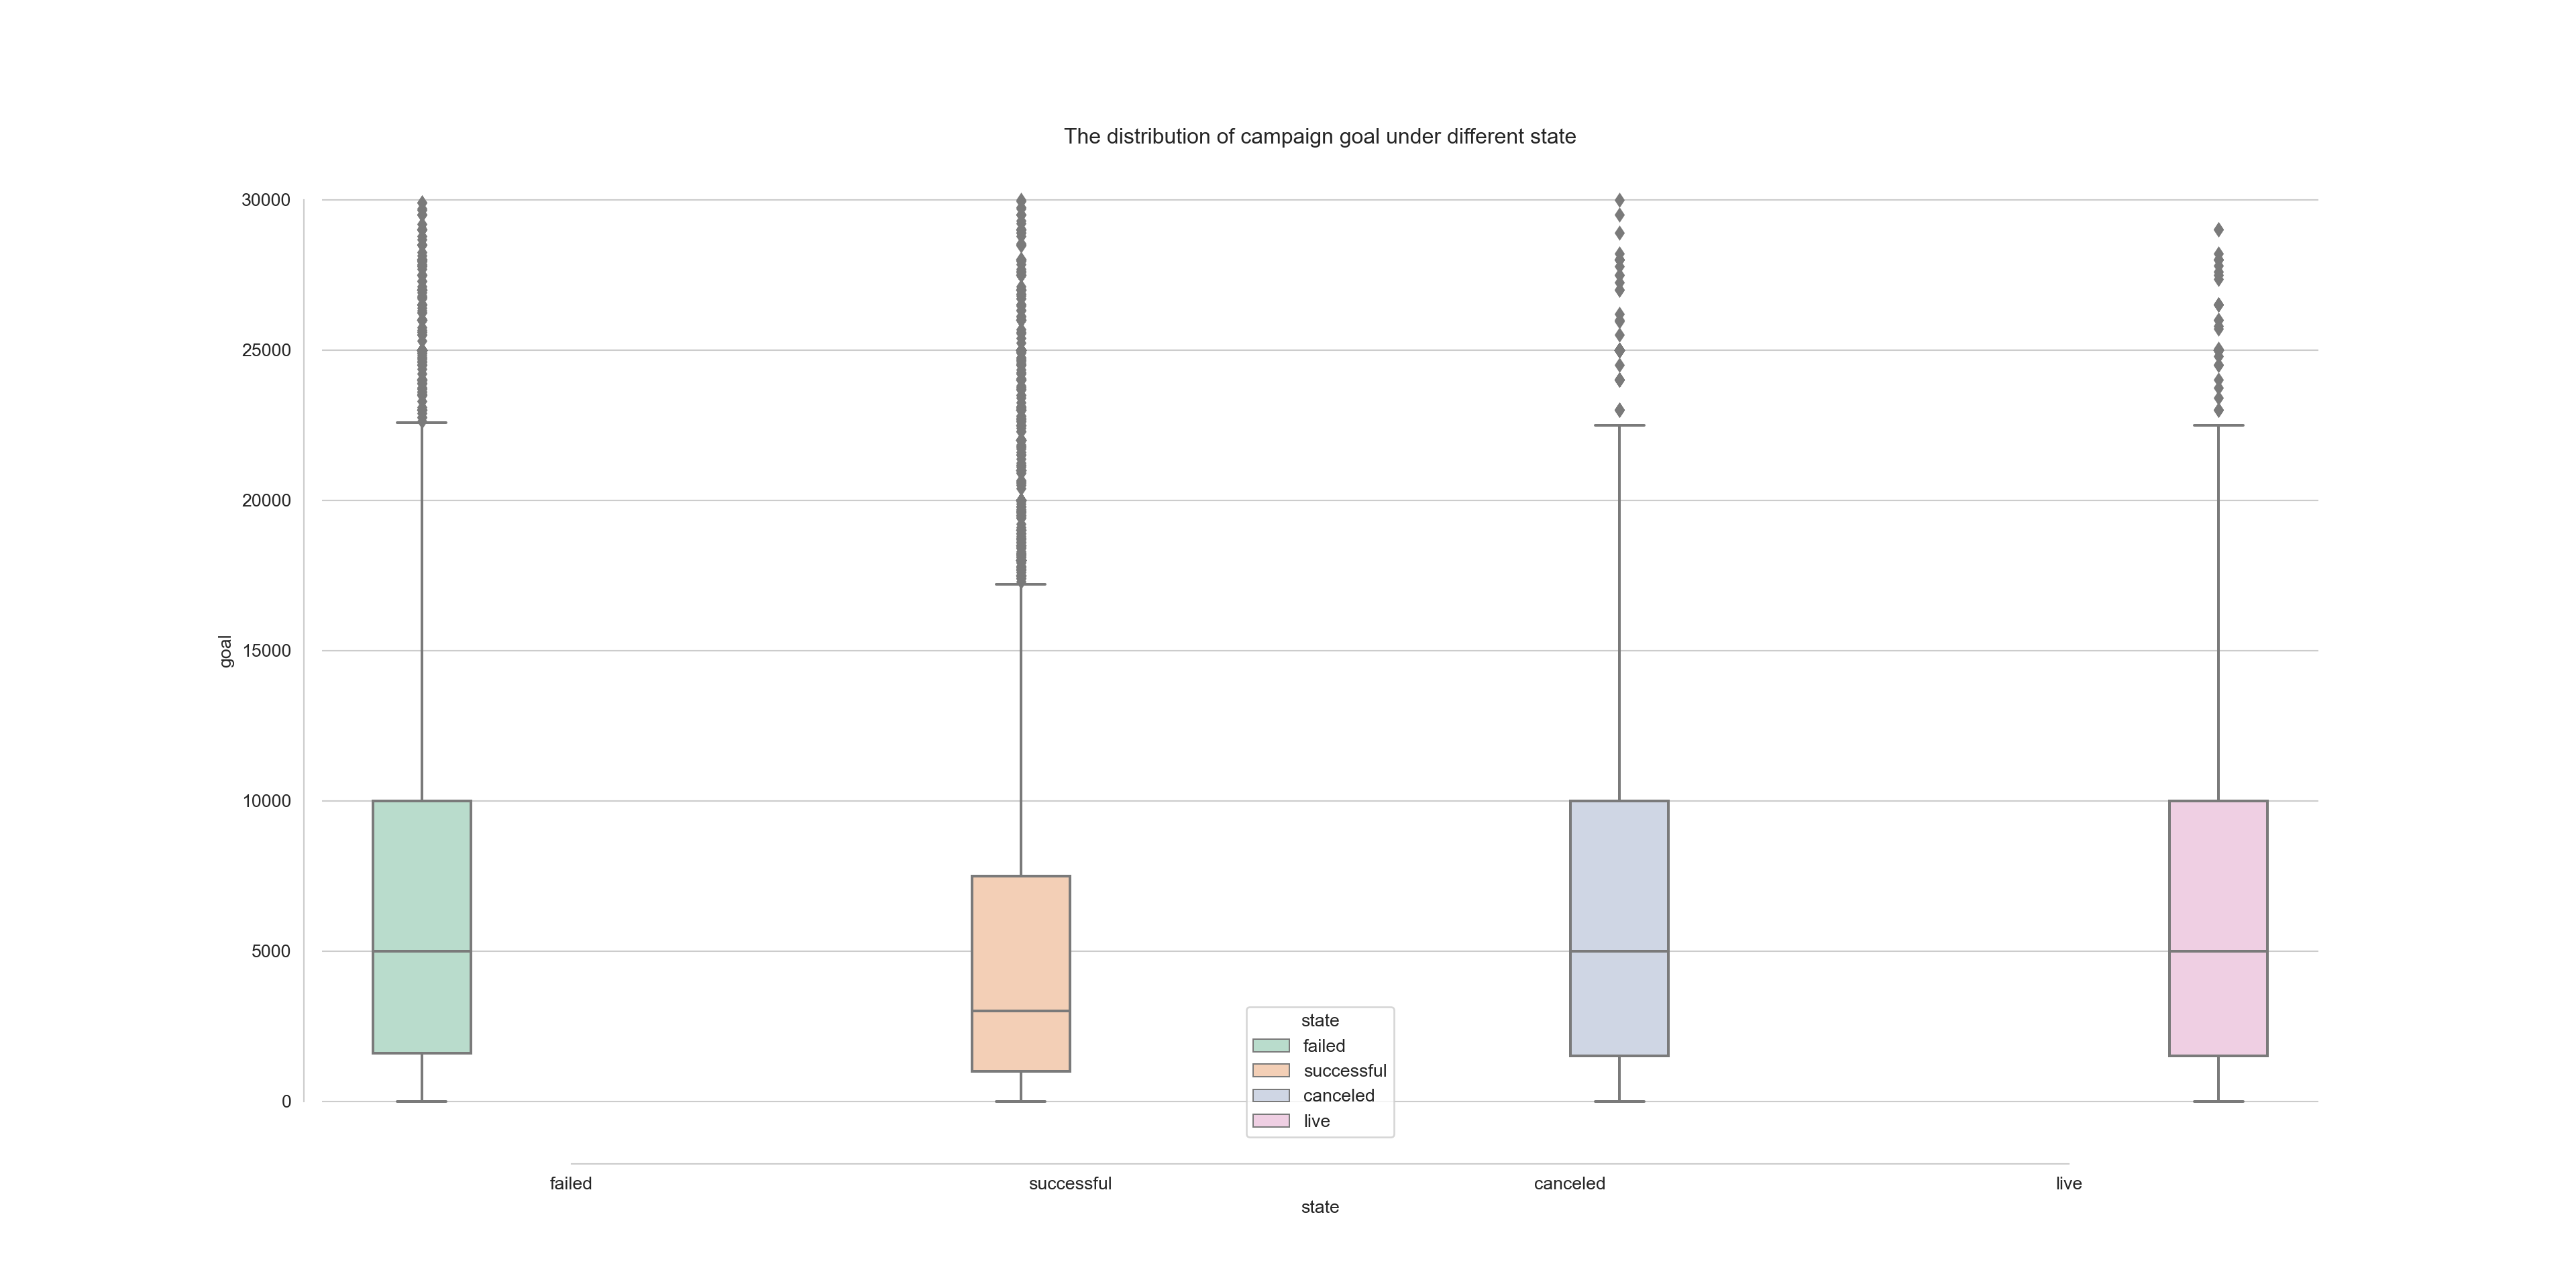 The distribution of campaign goal under different state
30000
25000
20000
15000
10000
5000
0
goal
state
failed
successful
canceled
live
failed successful canceled live
state